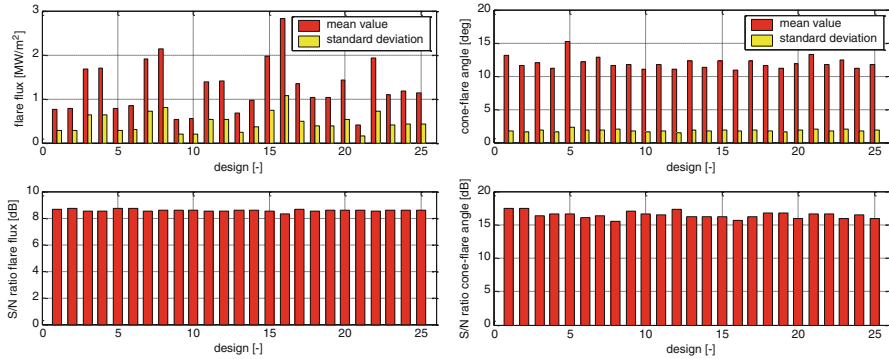 flare flux [MW/m²]
3
2
1
0
mean value
standard deviation
0 5 10 15 20 25
design [-]
cone-flare angle [deg]
20
15
10
5
0
mean value
standard deviation
0 5 10 15 20 25
design [-]
S/N ratio flare flux [dB]
10
8
6
4
2
0
0 5 10 15 20 25
design [-]
S/N ratio cone-flare angle [dB]
20
15
10
5
0
0 5 10 15 20 25
design [-]